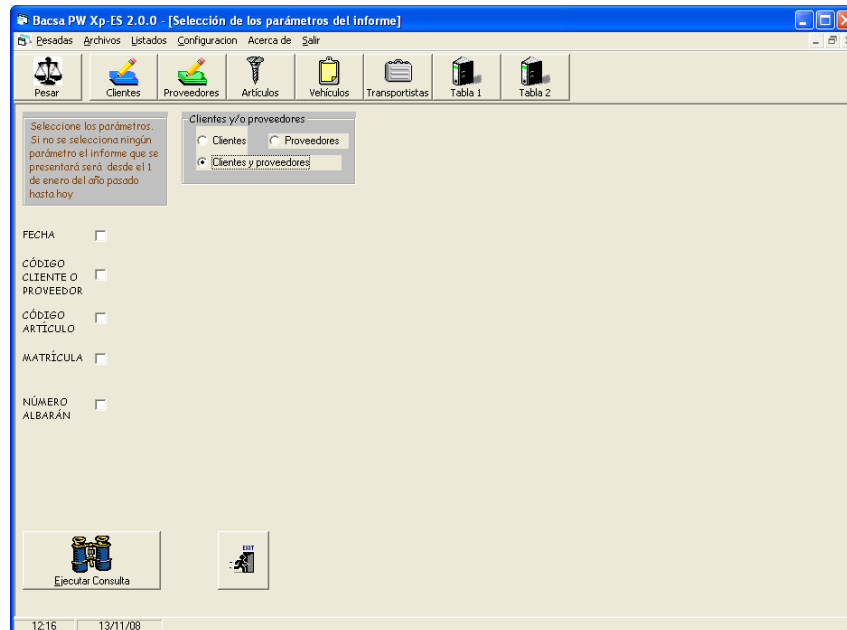 Bacsa PW Xp-ES 2.0.0 - [Selección de los parámetros del informe]
Pesadas Archivos Listados Configuracion Acerca de Salir
Pesar Clientes Proveedores Artículos Vehículos Transportistas Tabla 1 Tabla 2
Seleccione los parámetros.
Si no se selecciona ningún
parámetro el informe que se
presentará será desde el 1
de enero del año pasado
hasta hoy
Clientes y/o proveedores
Clientes Proveedores
Clientes y proveedores
FECHA
CÓDIGO
CLIENTE O
PROVEEDOR
CÓDIGO
ARTÍCULO
MATRÍCULA
NÚMERO
ALBARÁN
Ejecutar Consulta
EXIT
12:16 13/11/08